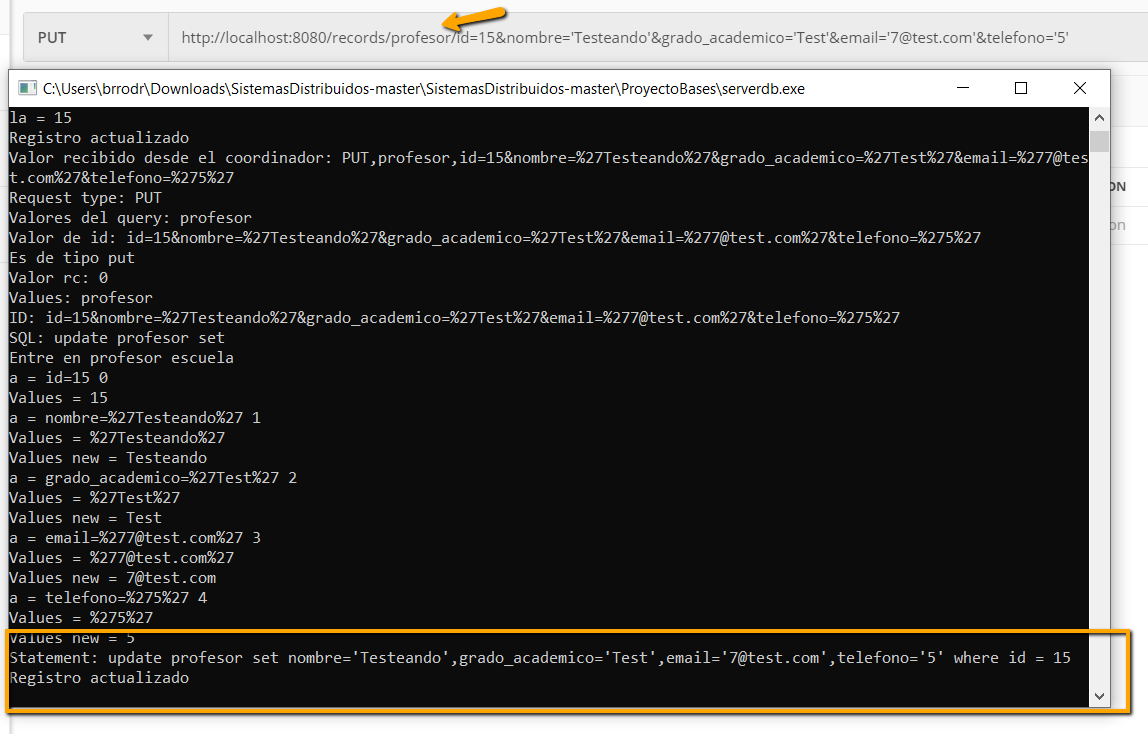 PUT
http://localhost:8080/records/profesor/id=15&nombre='Testeando'&grado_academico='Test'&email='7@test.com'&telefono='5'
C:\Users\brrodr\Downloads\SistemasDistribuidos-master\SistemasDistribuidos-master\ProyectoBases\serverdb.exe
la = 15
Registro actualizado
Valor recibido desde el coordinador: PUT,profesor,id=15&nombre=%27Testeando%27&grado_academico=%27Test%27&email=%277@tes
t.com%27&telefono=%275%27
Request type: PUT
Valores del query: profesor
Valor de id: id=15&nombre=%27Testeando%27&grado_academico=%27Test%27&email=%277@test.com%27&telefono=%275%27
Es de tipo put
Valor rc: 0
Values: profesor
ID: id=15&nombre=%27Testeando%27&grado_academico=%27Test%27&email=%277@test.com%27&telefono=%275%27
SQL: update profesor set
Entre en profesor escuela
a = id=15 0
Values = 15
a = nombre=%27Testeando%27 1
Values = %27Testeando%27
Values new = Testeando
a = grado_academico=%27Test%27 2
Values = %27Test%27
Values new = Test
a = email=%277@test.com%27 3
Values = %277@test.com%27
Values new = 7@test.com
a = telefono=%275%27 4
Values = %275%27
Values new = 5
Statement: update profesor set nombre='Testeando',grado_academico='Test',email='7@test.com',telefono='5' where id = 15
Registro actualizado
ON
on